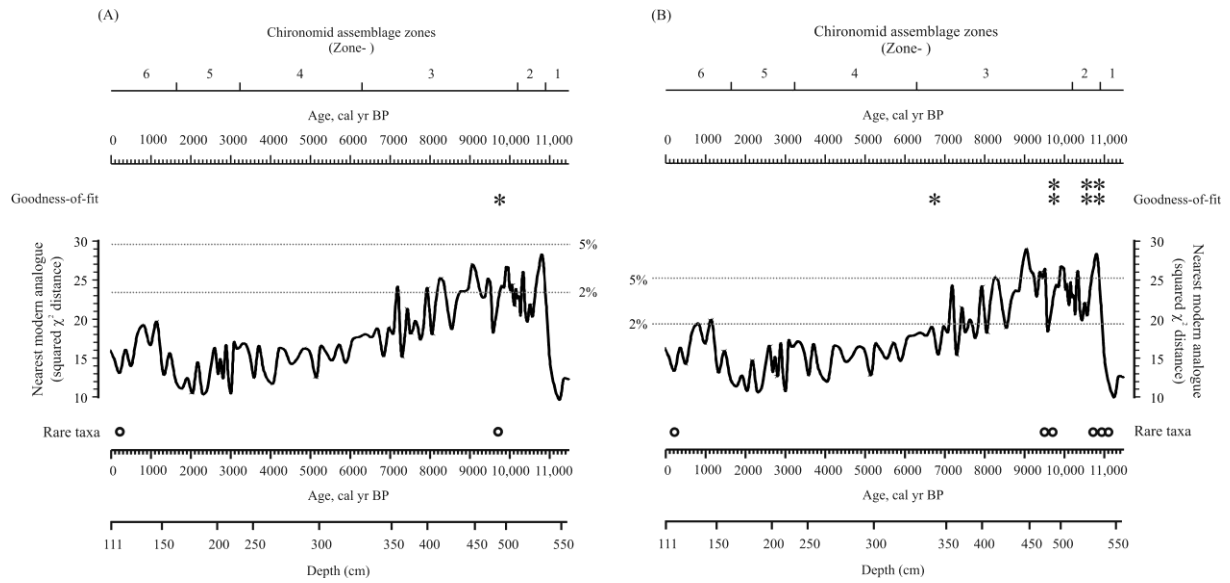 (A)
Chironomid assemblage zones
(Zone- )
6 5 4 3 2 1
Age, cal yr BP
0 1000 2000 3000 4000 5000 6000 7000 8000 9000 10,000 11,000
Goodness-of-fit
*
Nearest modern analogue
(squared χ² distance)
30
25
20
15
10
5%
2%
Rare taxa
0 1000 2000 3000 4000 5000 6000 7000 8000 9000 10,000 11,000
Age, cal yr BP
111 150 200 250 300 350 400 450 500 550
Depth (cm)
(B)
Chironomid assemblage zones
(Zone- )
6 5 4 3 2 1
Age, cal yr BP
0 1000 2000 3000 4000 5000 6000 7000 8000 9000 10,000 11,000
* **
* * ** Goodness-of-fit
5%
2%
30
25
20
15
10
Nearest modern analogue
(squared χ² distance)
Rare taxa
0 1000 2000 3000 4000 5000 6000 7000 8000 9000 10,000 11,000
Age, cal yr BP
111 150 200 250 300 350 400 450 500 550
Depth (cm)